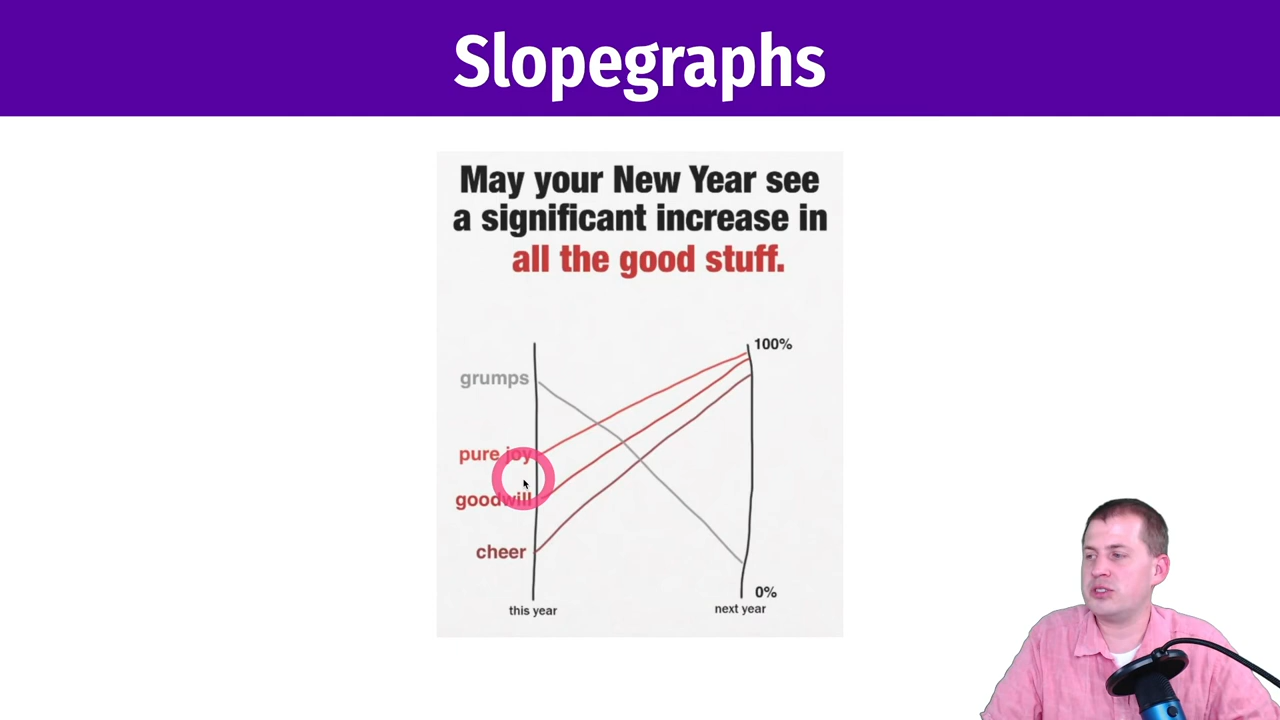 Slopegraphs
May your New Year see
a significant increase in
all the good stuff.
100%
grumps
pure joy
goodwill
cheer
0%
this year
next year